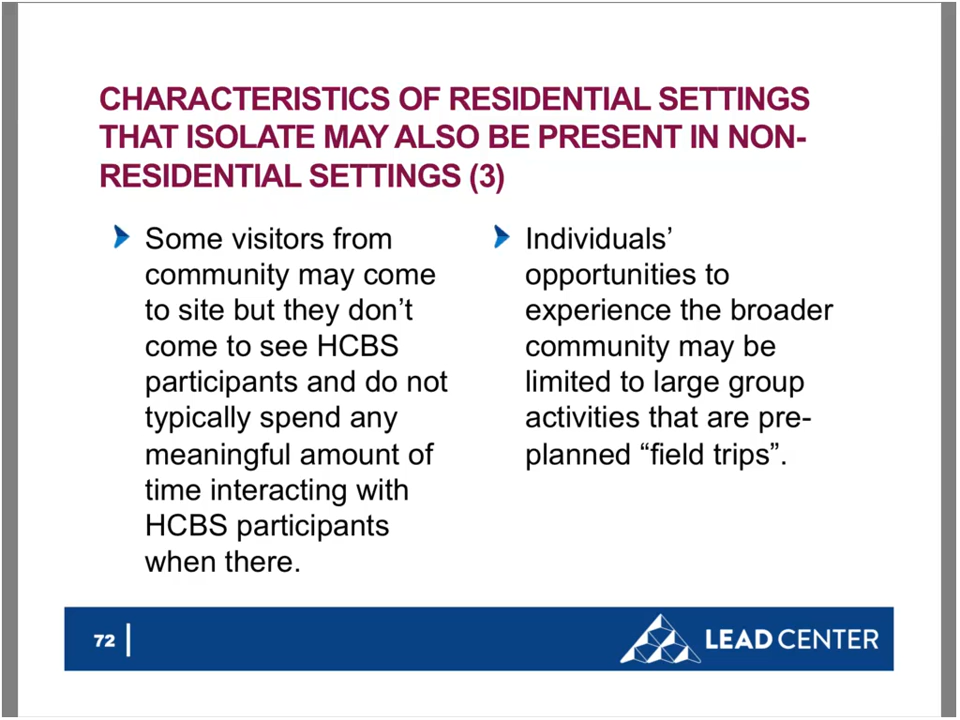 CHARACTERISTICS OF RESIDENTIAL SETTINGS
THAT ISOLATE MAY ALSO BE PRESENT IN NON-
RESIDENTIAL SETTINGS (3)
Some visitors from
community may come
to site but they don’t
come to see HCBS
participants and do not
typically spend any
meaningful amount of
time interacting with
HCBS participants
when there.
Individuals’
opportunities to
experience the broader
community may be
limited to large group
activities that are pre-
planned “field trips”.
72
LEAD CENTER